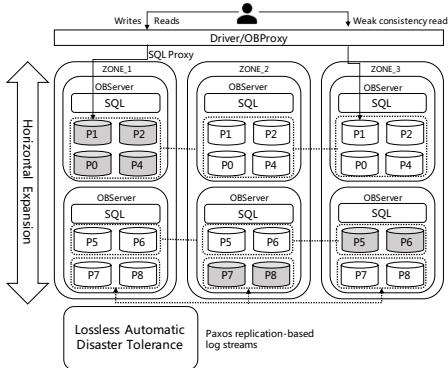 Writes Reads
Weak consistency read
Driver/OBProxy
SQL Proxy
ZONE_1
ZONE_2
ZONE_3
OBServer
SQL
P1 P2
P0 P4
OBServer
SQL
P1 P2
P0 P4
OBServer
SQL
P1 P2
P0 P4
Horizontal Expansion
OBServer
SQL
P5 P6
P7 P8
OBServer
SQL
P5 P6
P7 P8
OBServer
SQL
P5 P6
P7 P8
Lossless Automatic
Disaster Tolerance
Paxos replication-based
log streams